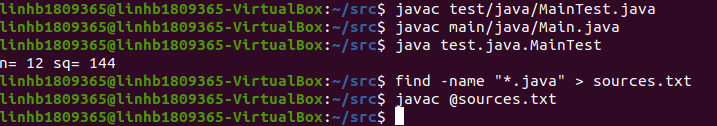 linhb1809365@linhb1809365-VirtualBox:~/src$ javac test/java/MainTest.java
linhb1809365@linhb1809365-VirtualBox:~/src$ javac main/java/Main.java
linhb1809365@linhb1809365-VirtualBox:~/src$ java test.java.MainTest
n= 12 sq= 144
linhb1809365@linhb1809365-VirtualBox:~/src$ find -name "*.java" > sources.txt
linhb1809365@linhb1809365-VirtualBox:~/src$ javac @sources.txt
linhb1809365@linhb1809365-VirtualBox:~/src$